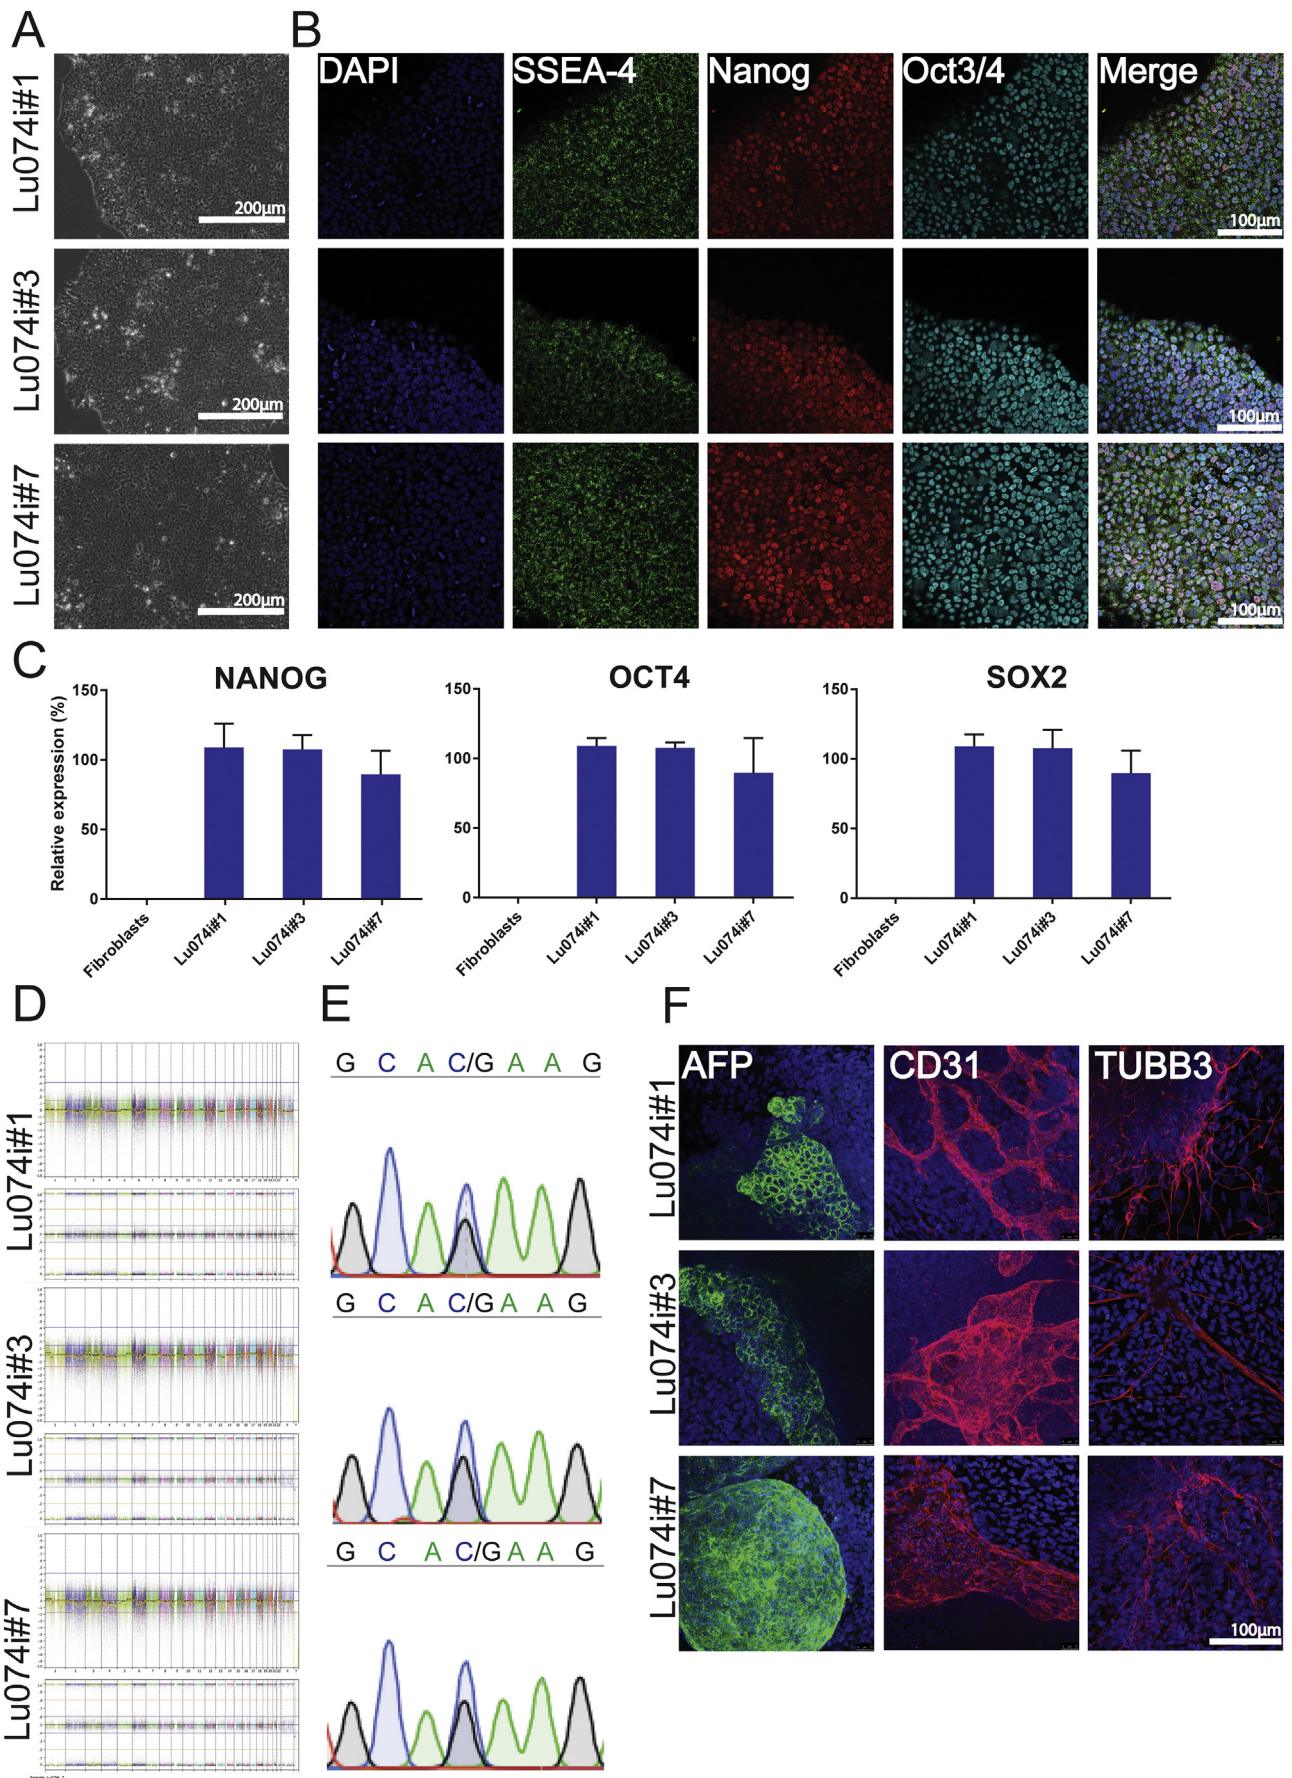 A
B
Lu074i#1
200µm
DAPI
SSEA-4
Nanog
Oct3/4
Merge
100µm
Lu074i#3
200µm
100µm
Lu074i#7
200µm
100µm
C
NANOG
OCT4
SOX2
Relative expression (%)
150
100
50
0
Fibroblasts
Lu074i#1
Lu074i#3
Lu074i#7
150
100
50
0
Fibroblasts
Lu074i#1
Lu074i#3
Lu074i#7
150
100
50
0
Fibroblasts
Lu074i#1
Lu074i#3
Lu074i#7
D
E
F
Lu074i#1
Lu074i#3
Lu074i#7
G C A C/G A A G
G C A C/G A A G
G C A C/G A A G
AFP
CD31
TUBB3
Lu074i#1
Lu074i#3
Lu074i#7
100µm